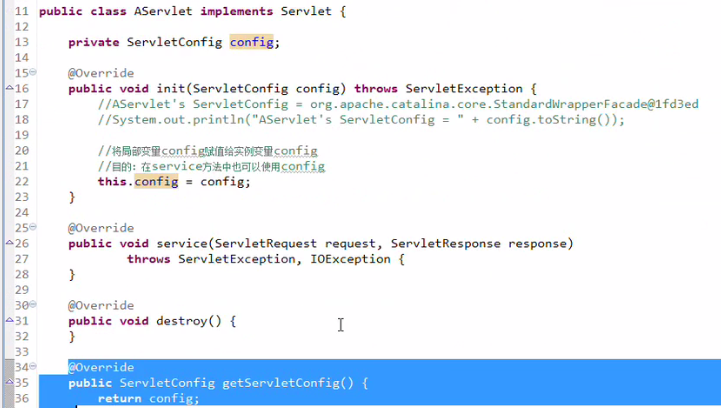 11 public class AServlet implements Servlet {
12
13     private ServletConfig config;
14
15     @Override
16     public void init(ServletConfig config) throws ServletException {
17         //AServlet's ServletConfig = org.apache.catalina.core.StandardWrapperFacade@1fd3ed
18         //System.out.println("AServlet's ServletConfig = " + config.toString());
19
20         //将局部变量config赋值给实例变量config
21         //目的：在service方法中也可以使用config
22         this.config = config;
23     }
24
25     @Override
26     public void service(ServletRequest request, ServletResponse response)
27             throws ServletException, IOException {
28     }
29
30     @Override
31     public void destroy() {
32     }
33
34     @Override
35     public ServletConfig getServletConfig() {
36         return config;